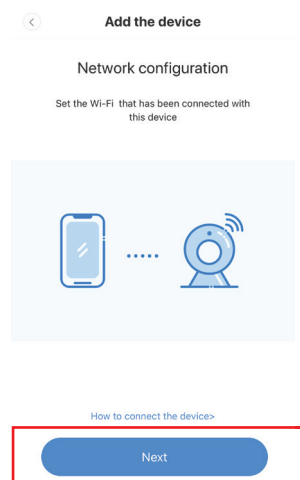 Add the device
Network configuration
Set the Wi-Fi that has been connected with
this device
How to connect the device>
Next